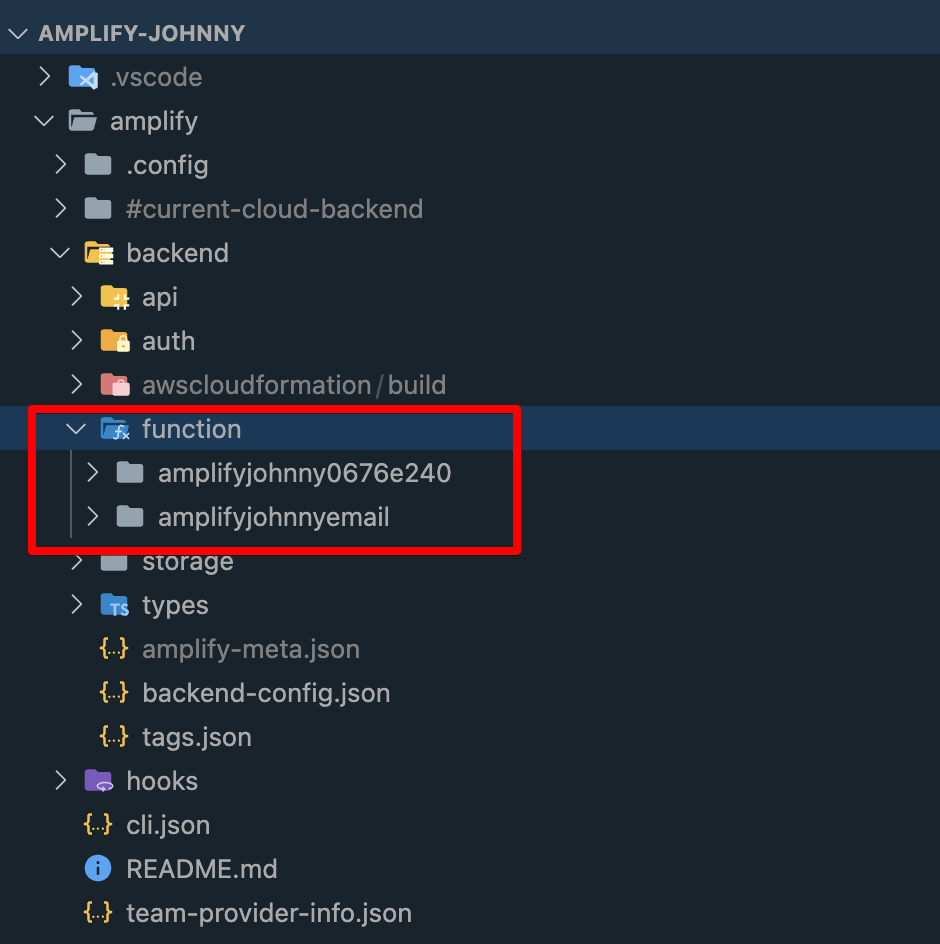 AMPLIFY-JOHNNY
.vscode
amplify
.config
#current-cloud-backend
backend
api
auth
awscloudformation/build
function
amplifyjohnny0676e240
amplifyjohnnyemail
storage
TS types
{..} amplify-meta.json
{..} backend-config.json
{..} tags.json
hooks
{..} cli.json
README.md
{..} team-provider-info.json